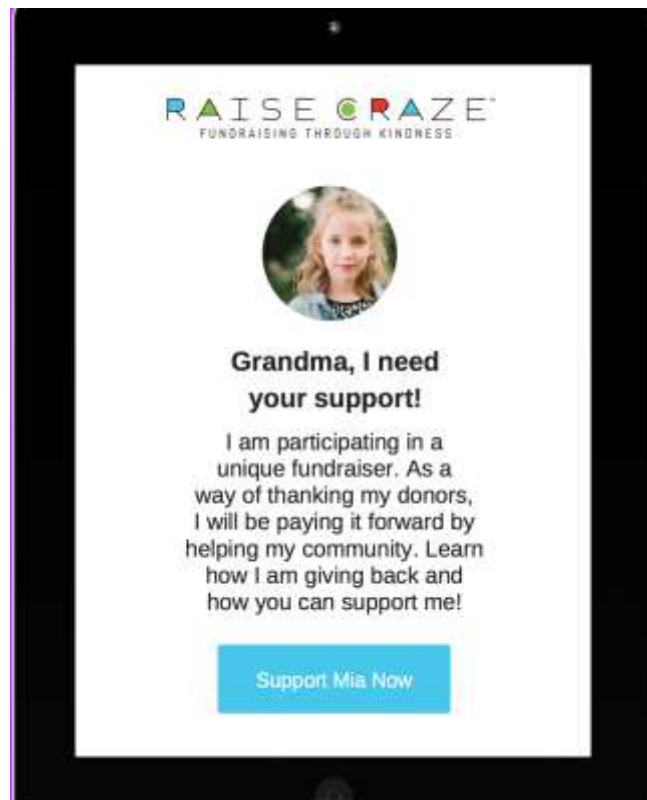 RAISE CRAZE™
FUNDRAISING THROUGH KINDNESS
Grandma, I need
your support!
I am participating in a
unique fundraiser. As a
way of thanking my donors,
I will be paying it forward by
helping my community. Learn
how I am giving back and
how you can support me!
Support Mia Now